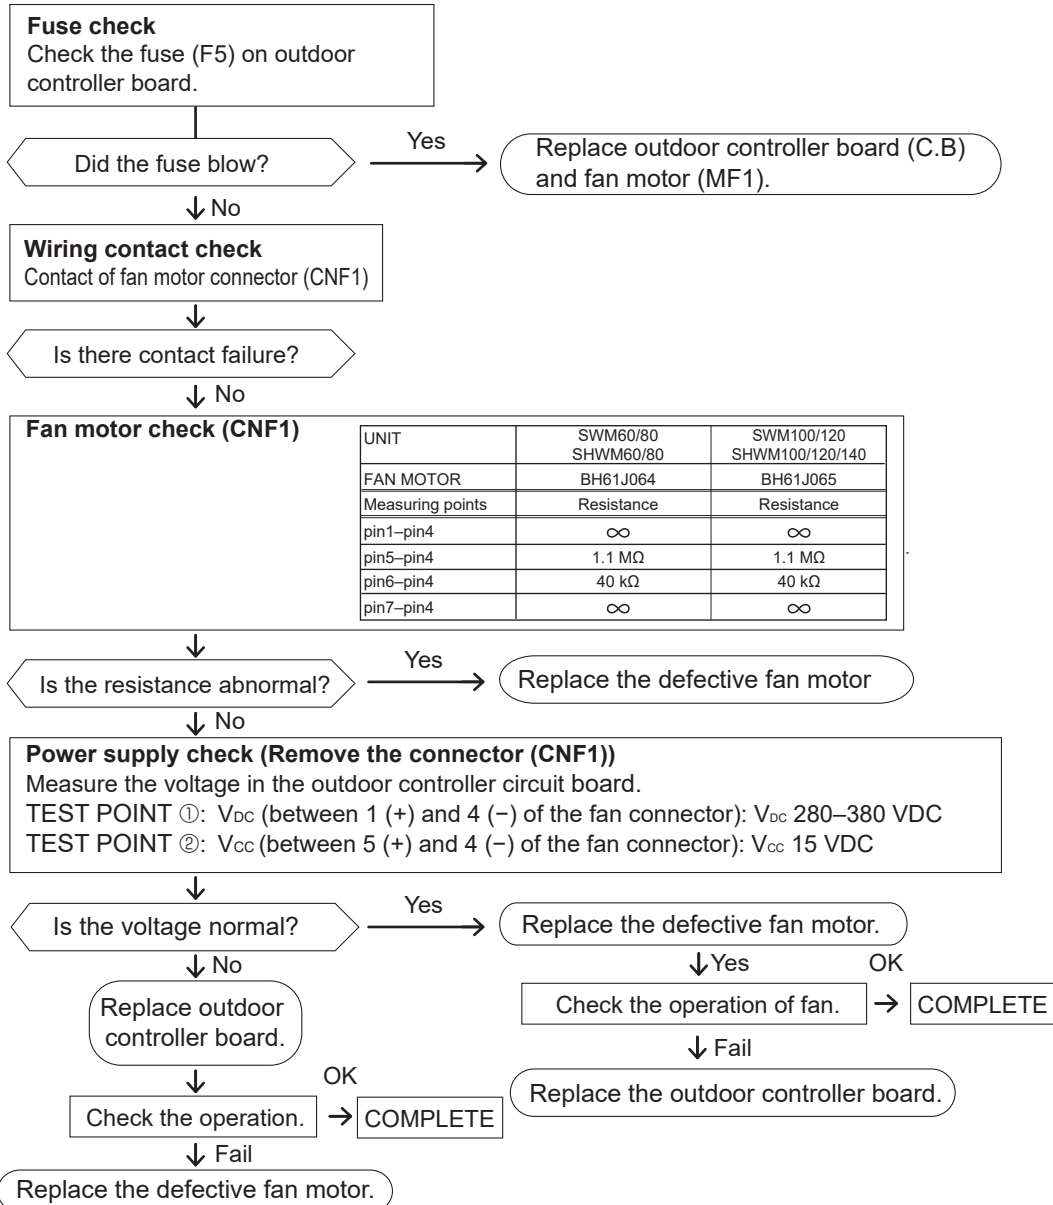 Fuse check
Check the fuse (F5) on outdoor
controller board.
Did the fuse blow?
Yes
Replace outdoor controller board (C.B)
and fan motor (MF1).
No
Wiring contact check
Contact of fan motor connector (CNF1)
Is there contact failure?
No
Fan motor check (CNF1)
UNIT SWM60/80 SHWM60/80 SWM100/120 SHWM100/120/140
FAN MOTOR BH61J064 BH61J065
Measuring points Resistance Resistance
pin1–pin4 ∞ ∞
pin5–pin4 1.1 MΩ 1.1 MΩ
pin6–pin4 40 kΩ 40 kΩ
pin7–pin4 ∞ ∞
Is the resistance abnormal?
Yes
Replace the defective fan motor
No
Power supply check (Remove the connector (CNF1))
Measure the voltage in the outdoor controller circuit board.
TEST POINT ①: VDC (between 1 (+) and 4 (−) of the fan connector): VDC 280–380 VDC
TEST POINT ②: VCC (between 5 (+) and 4 (−) of the fan connector): VCC 15 VDC
Is the voltage normal?
Yes
Replace the defective fan motor.
Yes
Check the operation of fan.
OK
COMPLETE
Fail
Replace the outdoor controller board.
No
Replace outdoor
controller board.
Check the operation.
OK
COMPLETE
Fail
Replace the defective fan motor.